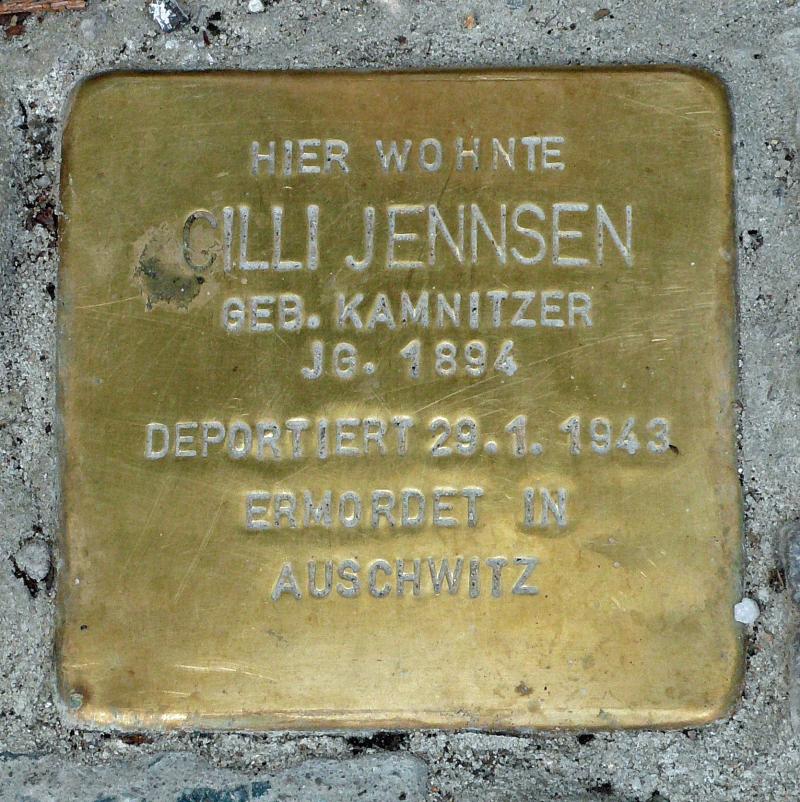 HIER WOHNTE
CILLI JENNSEN
GEB. KAMNITZER
JG. 1894
DEPORTIERT 29.1.1943
ERMORDET IN
AUSCHWITZ